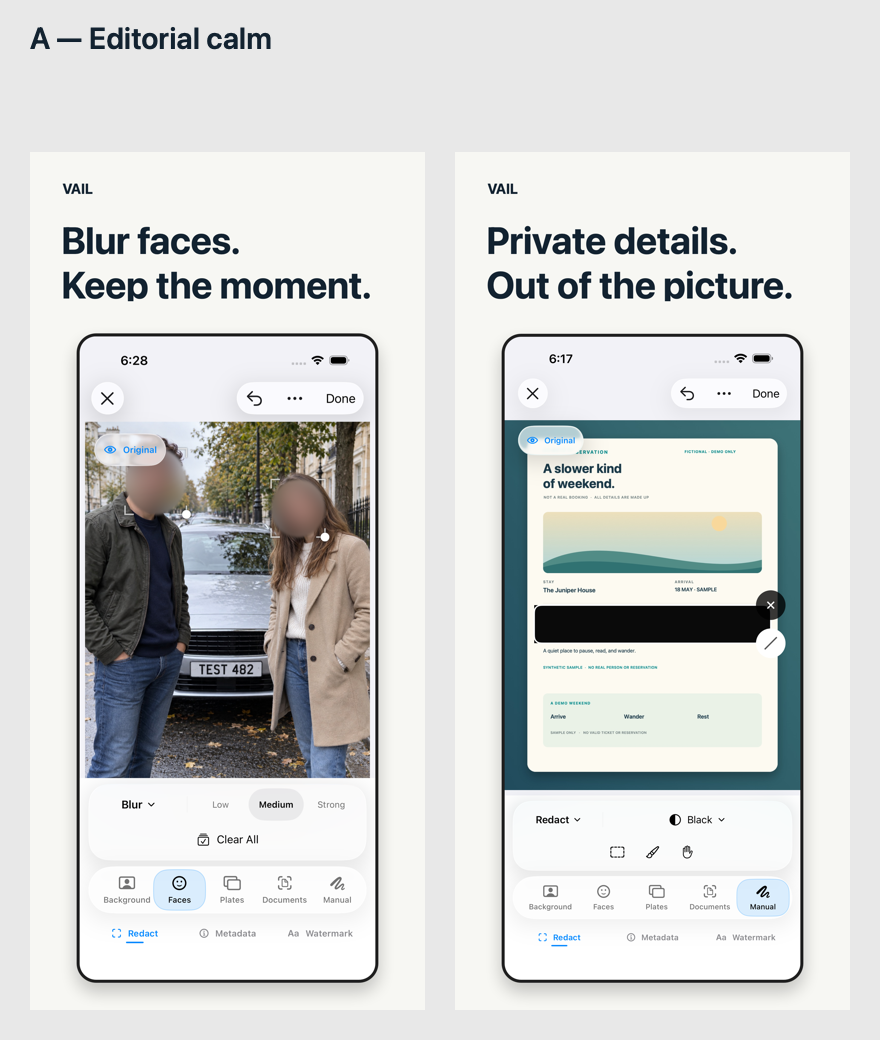 A — Editorial calm
VAIL
Blur faces.
Keep the moment.
6:28
Done
Original
TEST 482
Blur
Low
Medium
Strong
Clear All
Background
Faces
Plates
Documents
Manual
Redact
Metadata
Aa Watermark
VAIL
Private details.
Out of the picture.
6:17
Done
Original
ERVATION
FICTIONAL · DEMO ONLY
A slower kind
of weekend.
NOT A REAL BOOKING · ALL DETAILS ARE MADE UP
STAY
ARRIVAL
The Juniper House
18 MAY · SAMPLE
A quiet place to pause, read, and wander.
SYNTHETIC SAMPLE · NO REAL PERSON OR RESERVATION
A DEMO WEEKEND
Arrive
Wander
Rest
SAMPLE ONLY · NO VALID TICKET OR RESERVATION
Redact
Black
Background
Faces
Plates
Documents
Manual
Redact
Metadata
Aa Watermark